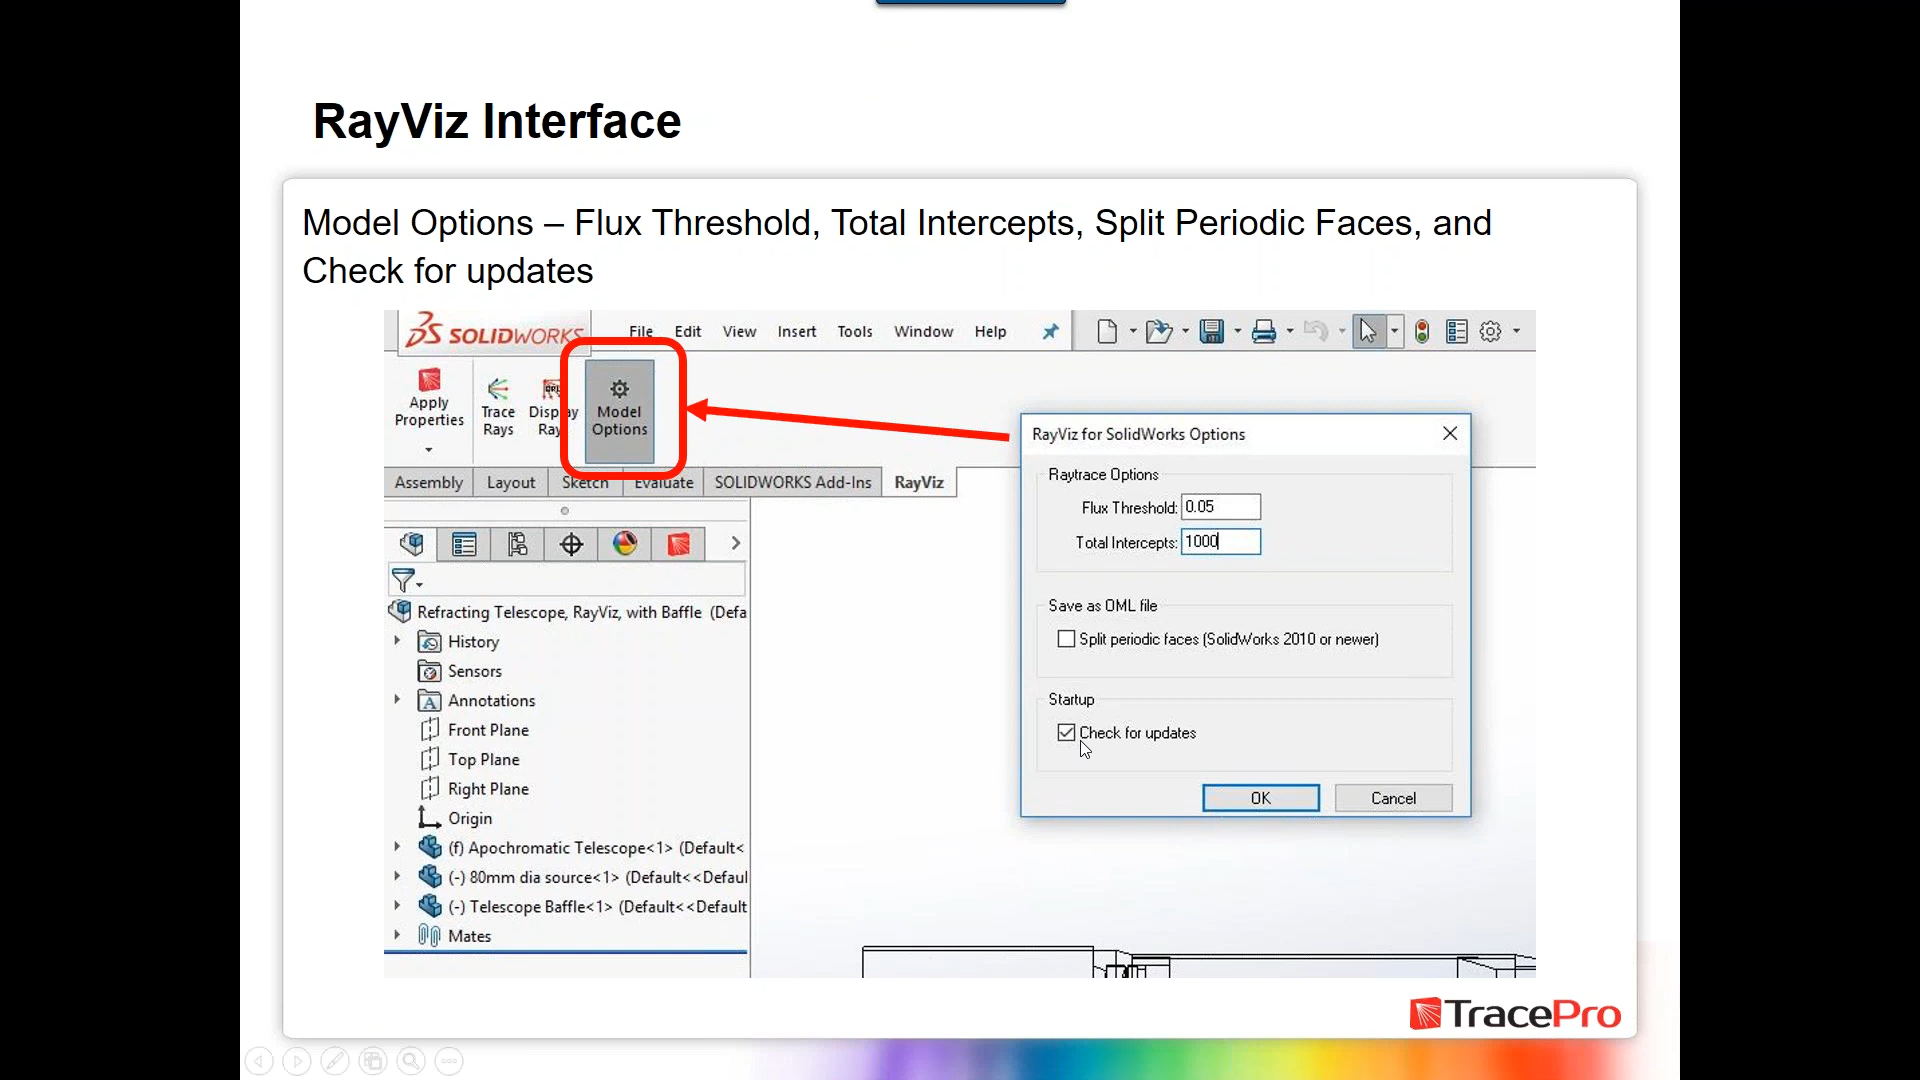 RayViz Interface
Model Options – Flux Threshold, Total Intercepts, Split Periodic Faces, and
Check for updates
SOLIDWORKS
File Edit View Insert Tools Window Help
Apply
Properties
Trace
Rays
Display
Ray
Model
Options
Assembly Layout Sketch Evaluate SOLIDWORKS Add-Ins RayViz
Refracting Telescope, RayViz, with Baffle (Defa
History
Sensors
Annotations
Front Plane
Top Plane
Right Plane
Origin
(f) Apochromatic Telescope<1> (Default<
(-) 80mm dia source<1> (Default<<Defaul
(-) Telescope Baffle<1> (Default<<Default
Mates
RayViz for SolidWorks Options
Raytrace Options
Flux Threshold: 0.05
Total Intercepts: 1000
Save as OML file
Split periodic faces (SolidWorks 2010 or newer)
Startup
Check for updates
OK Cancel
TracePro